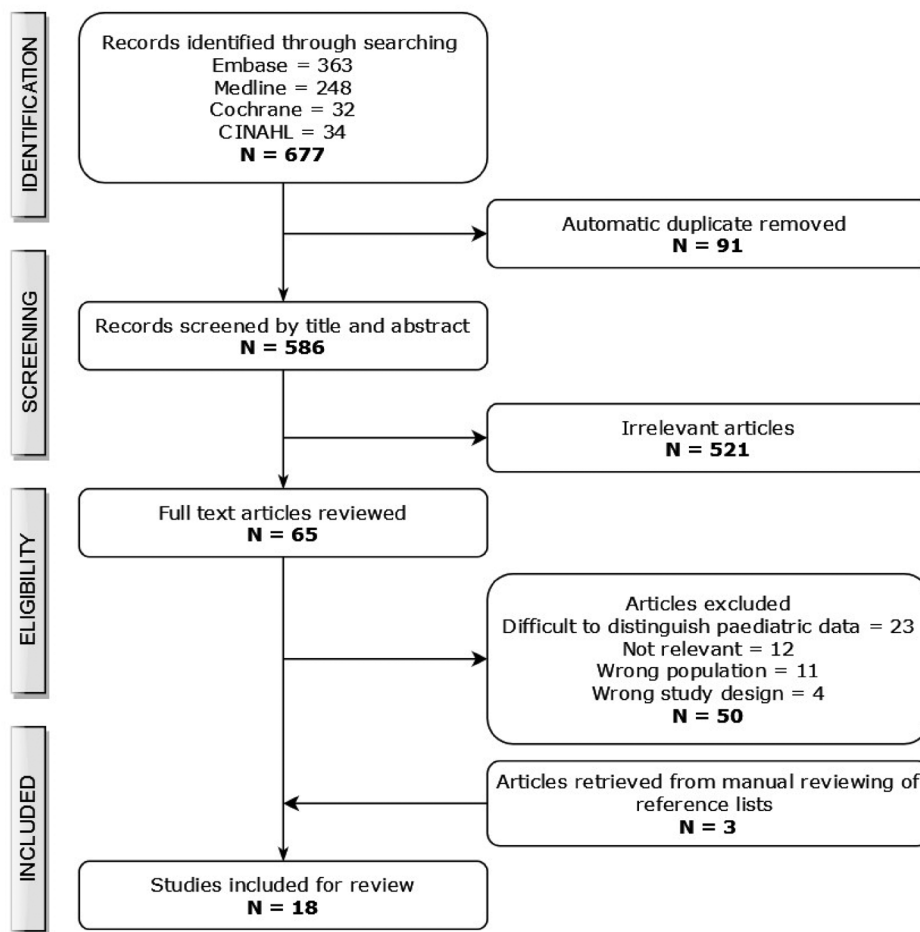 IDENTIFICATION
Records identified through searching
Embase = 363
Medline = 248
Cochrane = 32
CINAHL = 34
N = 677
Automatic duplicate removed
N = 91
SCREENING
Records screened by title and abstract
N = 586
Irrelevant articles
N = 521
ELIGIBILITY
Full text articles reviewed
N = 65
Articles excluded
Difficult to distinguish paediatric data = 23
Not relevant = 12
Wrong population = 11
Wrong study design = 4
N = 50
INCLUDED
Articles retrieved from manual reviewing of
reference lists
N = 3
Studies included for review
N = 18